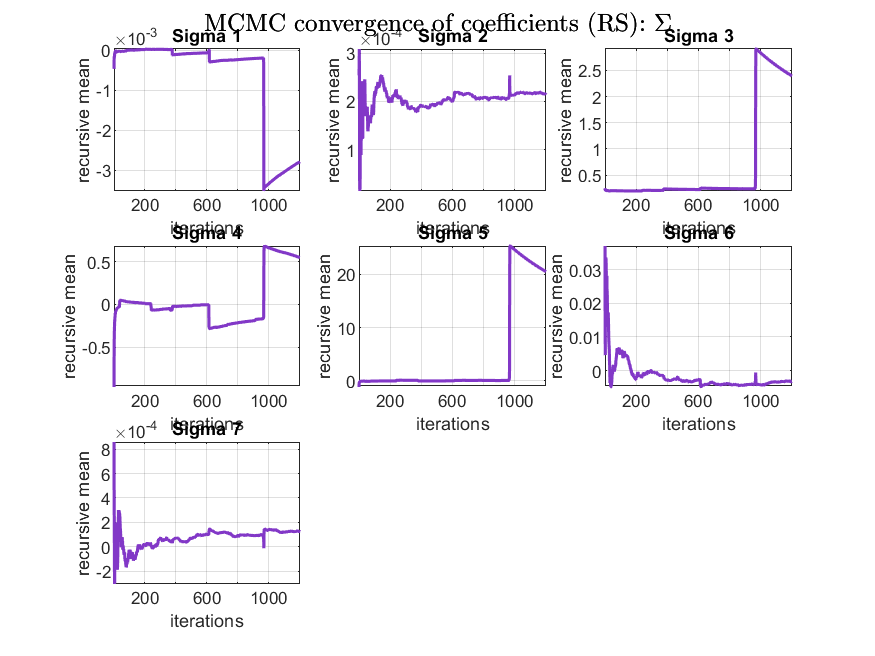 MCMC convergence of coefficients (RS): Σ
×10⁻³ Sigma 1
recursive mean
0
-1
-2
-3
200 600 1000
iterations
×10⁻⁴ Sigma 2
recursive mean
3
2
1
200 600 1000
iterations
Sigma 3
recursive mean
2.5
2
1.5
1
0.5
200 600 1000
iterations
Sigma 4
recursive mean
0.5
0
-0.5
200 600 1000
iterations
Sigma 5
recursive mean
20
10
0
200 600 1000
iterations
Sigma 6
recursive mean
0.03
0.02
0.01
0
200 600 1000
iterations
×10⁻⁴ Sigma 7
recursive mean
8
6
4
2
0
-2
200 600 1000
iterations